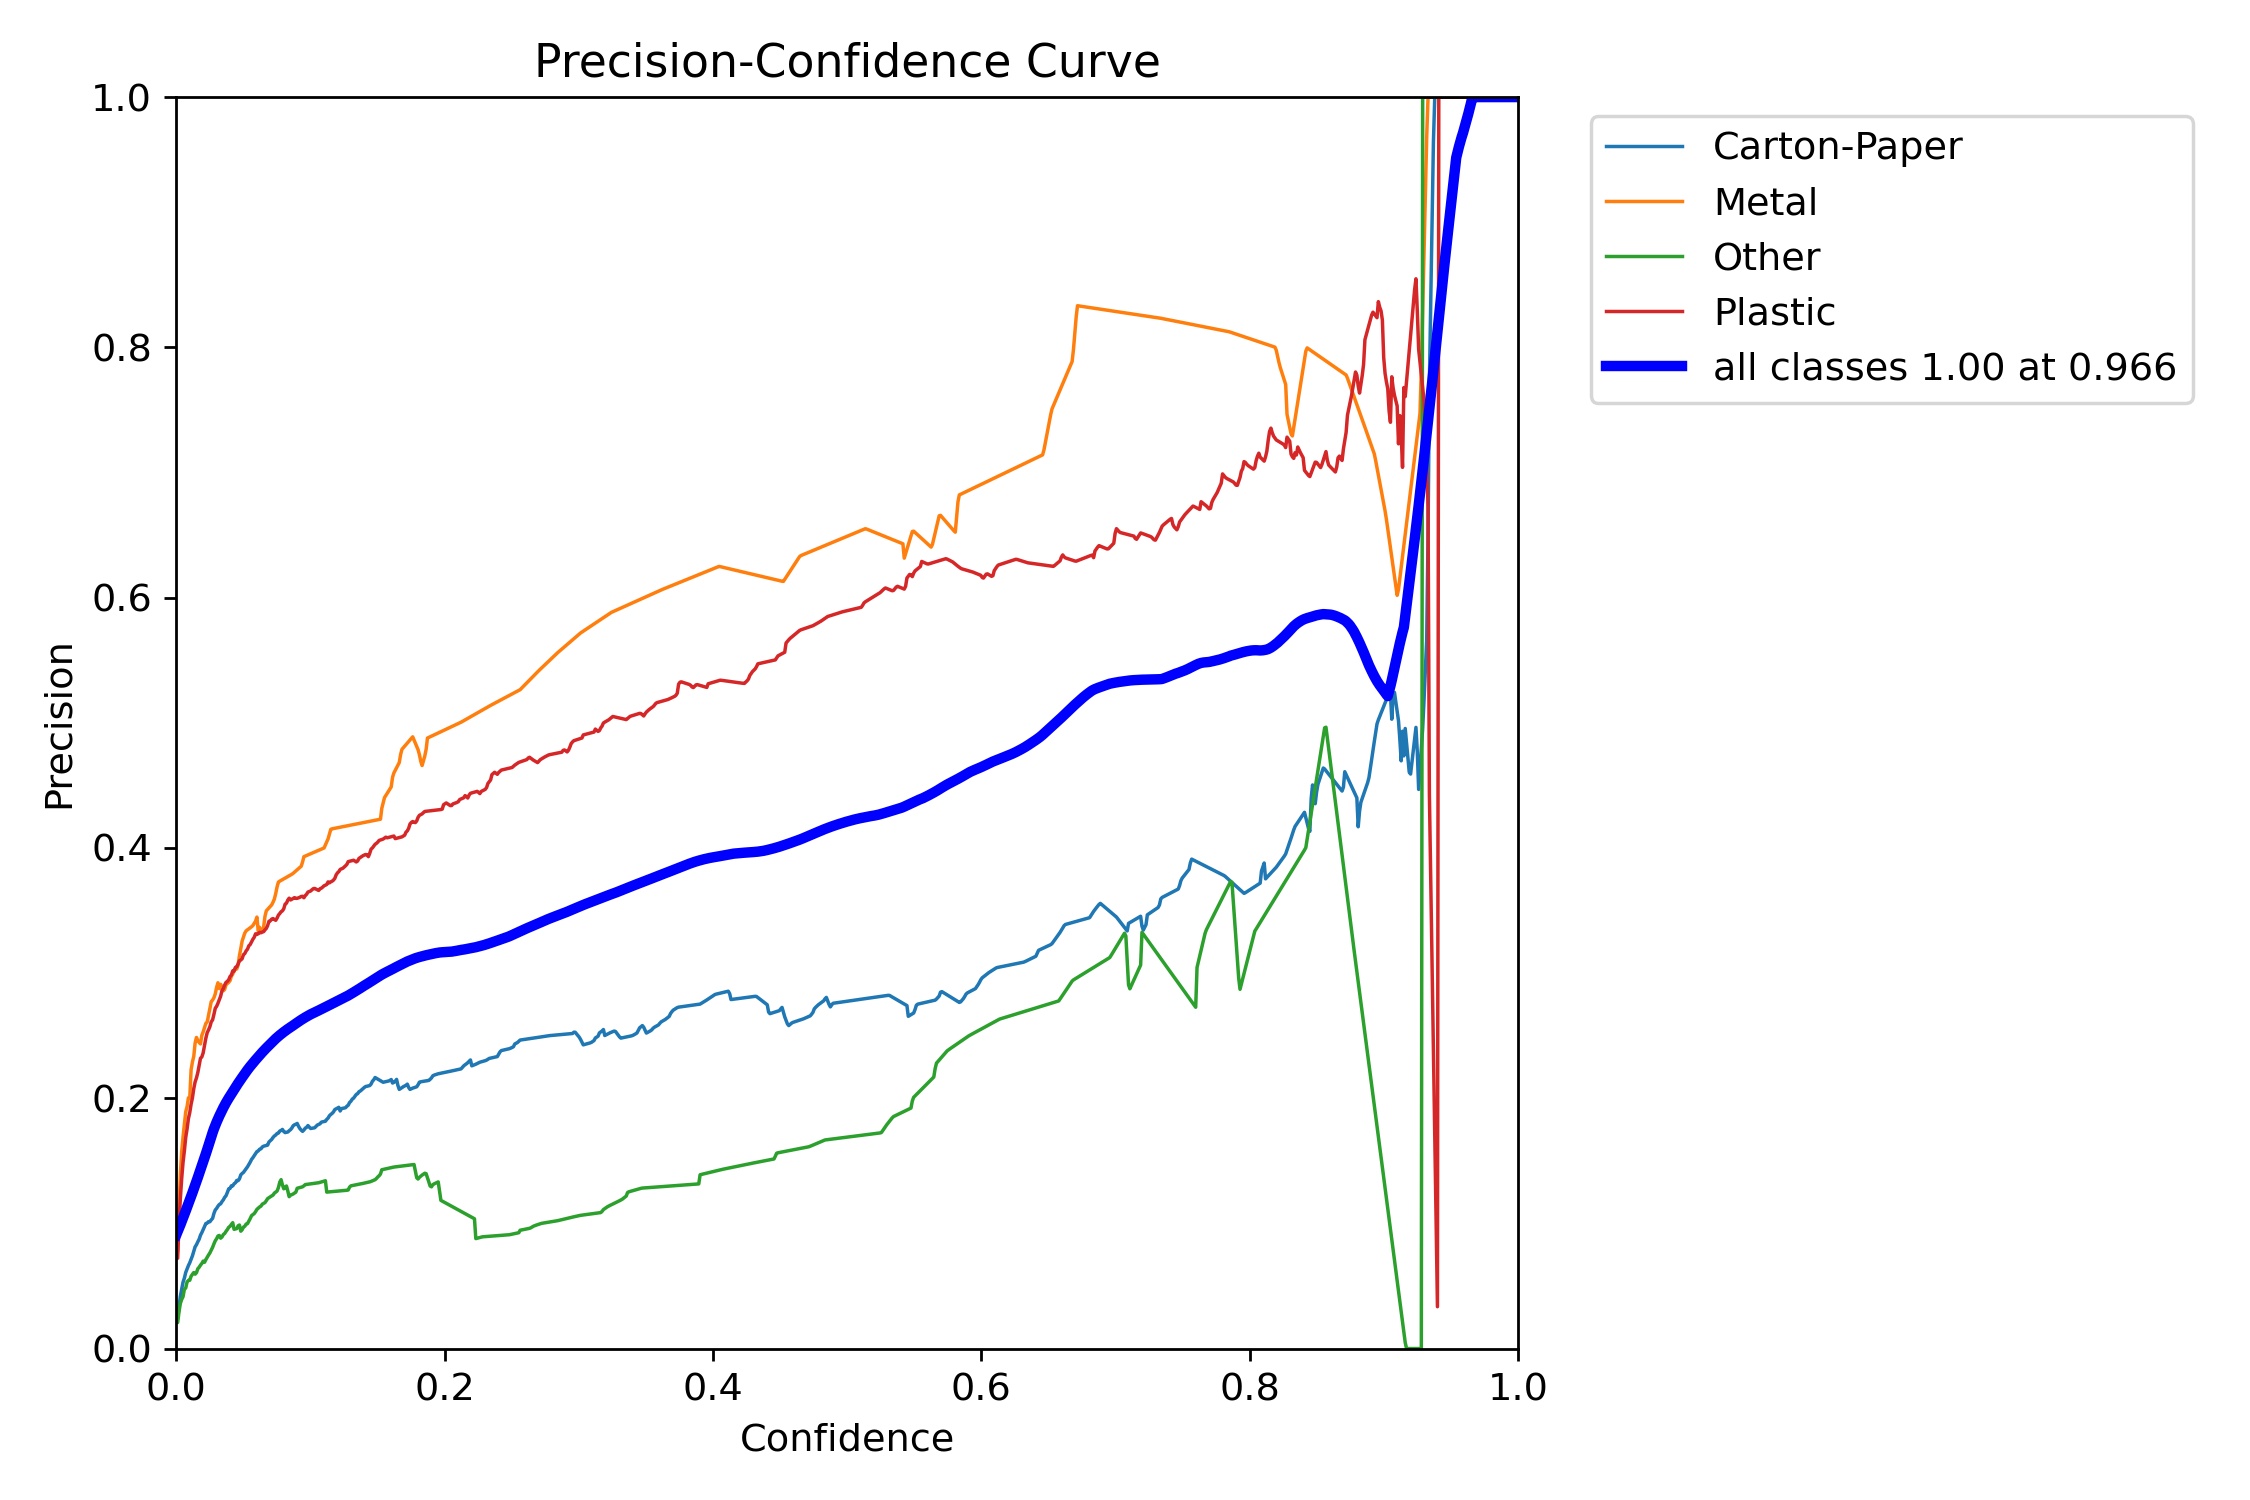 Precision-Confidence Curve
1.0
0.8
0.6
0.4
0.2
0.0
Precision
0.0 0.2 0.4 0.6 0.8 1.0
Confidence
Carton-Paper
Metal
Other
Plastic
all classes 1.00 at 0.966